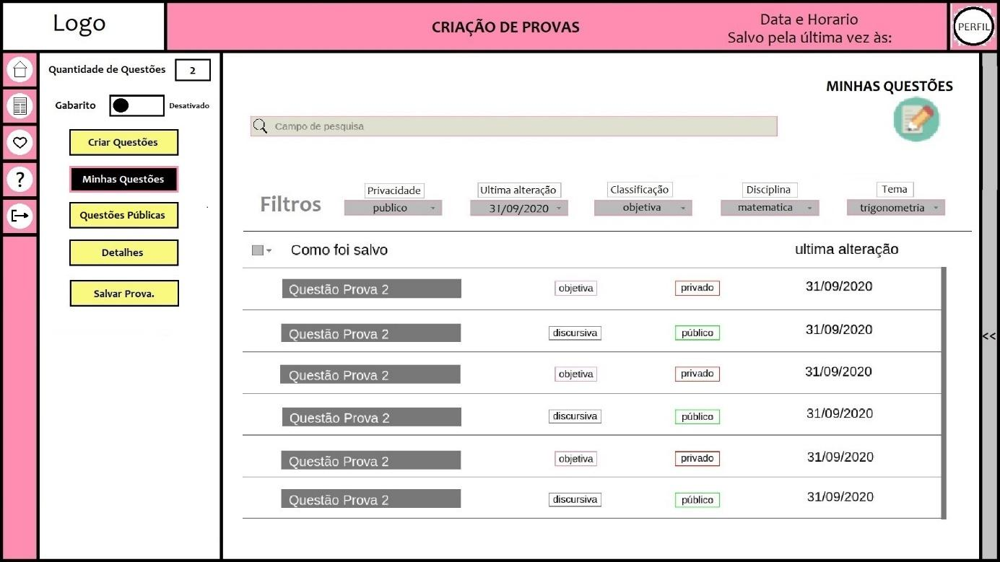 Logo
CRIAÇÃO DE PROVAS
Data e Horario
Salvo pela última vez às:
PERFIL
Quantidade de Questões 2
Gabarito Desativado
Criar Questões
Minhas Questões
Questões Públicas
Detalhes
Salvar Prova.
?
MINHAS QUESTÕES
Campo de pesquisa
Filtros
Privacidade Ultima alteração Classificação Disciplina Tema
publico 31/09/2020 objetiva matematica trigonometria
Como foi salvo ultima alteração
Questão Prova 2 objetiva privado 31/09/2020
Questão Prova 2 discursiva público 31/09/2020
Questão Prova 2 objetiva privado 31/09/2020
Questão Prova 2 discursiva público 31/09/2020
Questão Prova 2 objetiva privado 31/09/2020
Questão Prova 2 discursiva público 31/09/2020
<<